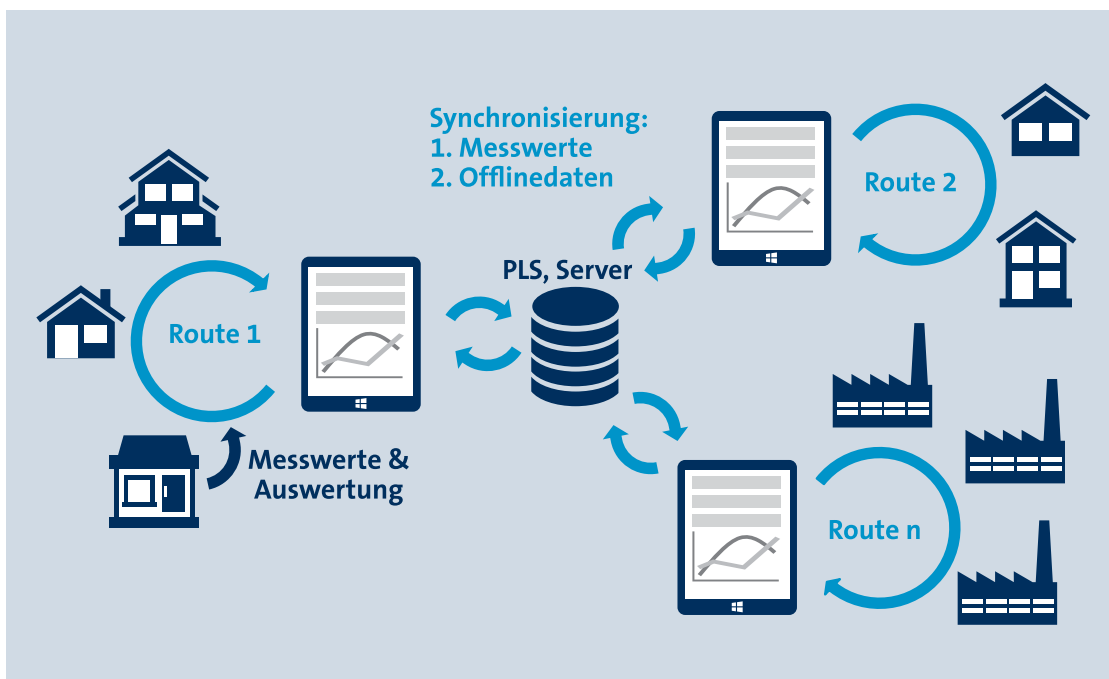 Synchronisierung:
1. Messwerte
2. Offlinedaten
Route 2
PLS, Server
Route 1
Messwerte &
Auswertung
Route n